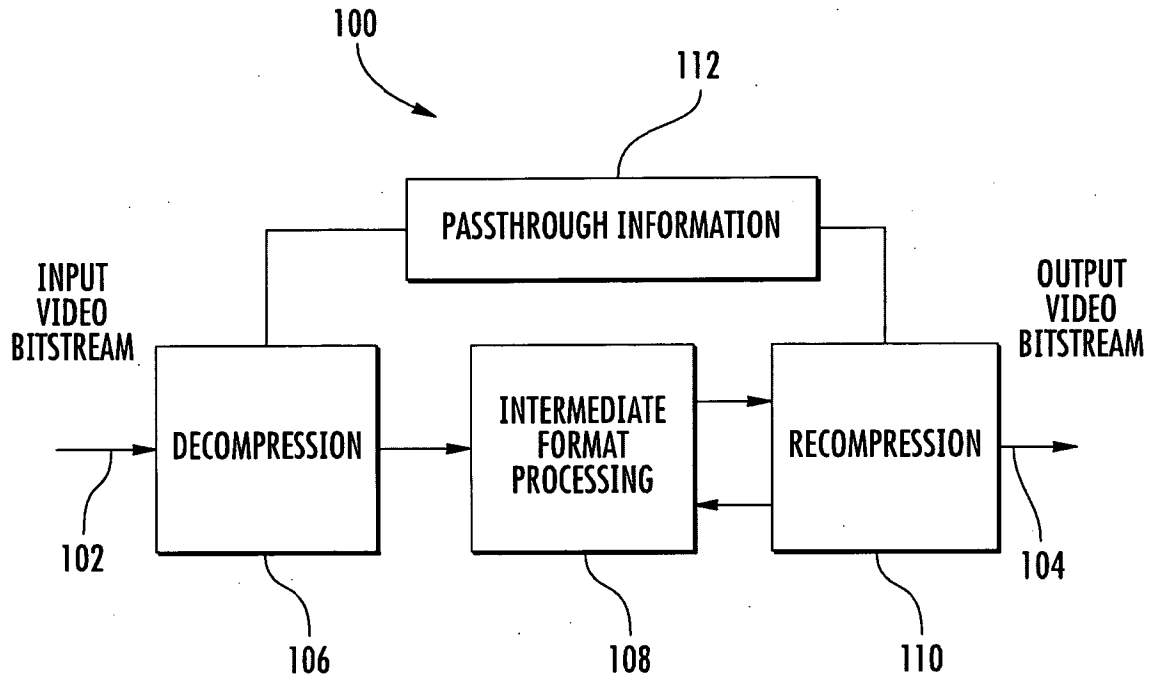 100
112
PASSTHROUGH INFORMATION
INPUT
VIDEO
BITSTREAM
OUTPUT
VIDEO
BITSTREAM
DECOMPRESSION
INTERMEDIATE
FORMAT
PROCESSING
RECOMPRESSION
102
104
106
108
110